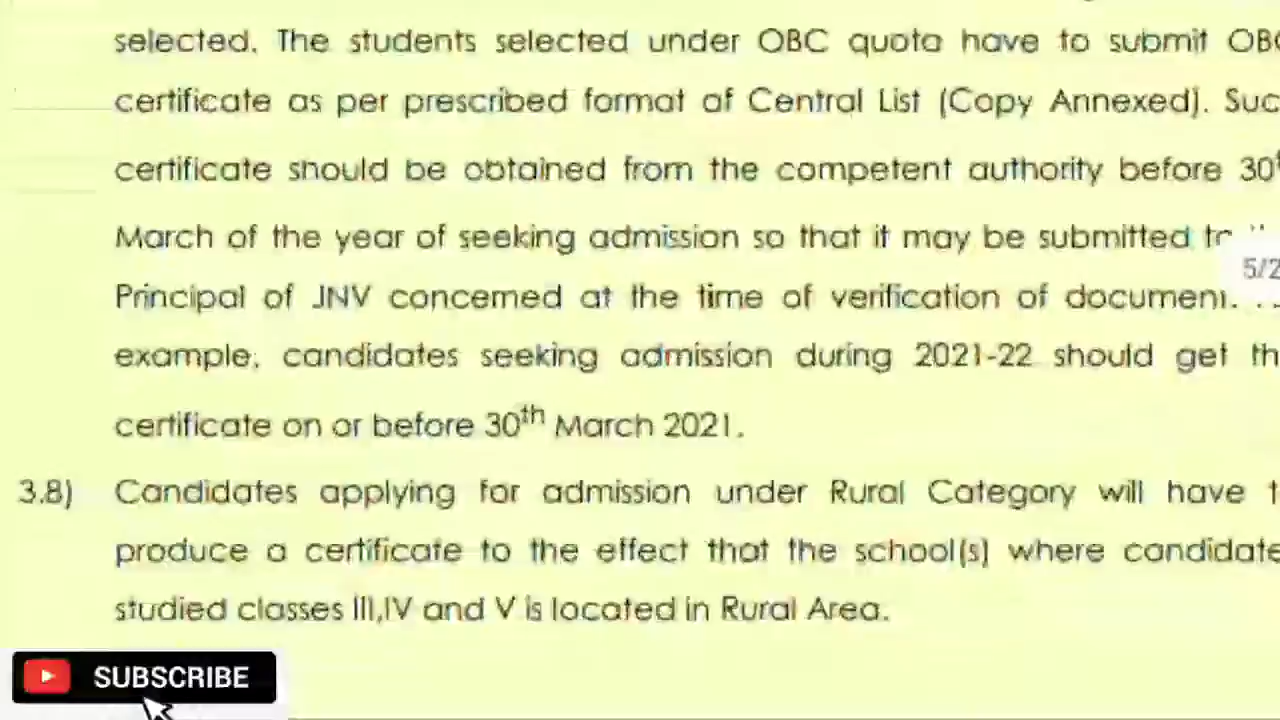 selected. The students selected under OBC quota have to submit OBC
certificate as per prescribed format of Central List (Copy Annexed). Suc
certificate should be obtained from the competent authority before 30th
March of the year of seeking admission so that it may be submitted to
5/2
Principal of JNV concerned at the time of verification of document.
example, candidates seeking admission during 2021-22 should get th
certificate on or before 30th March 2021.
3.8) Candidates applying for admission under Rural Category will have t
produce a certificate to the effect that the school(s) where candidate
studied classes III,IV and V is located in Rural Area.
SUBSCRIBE